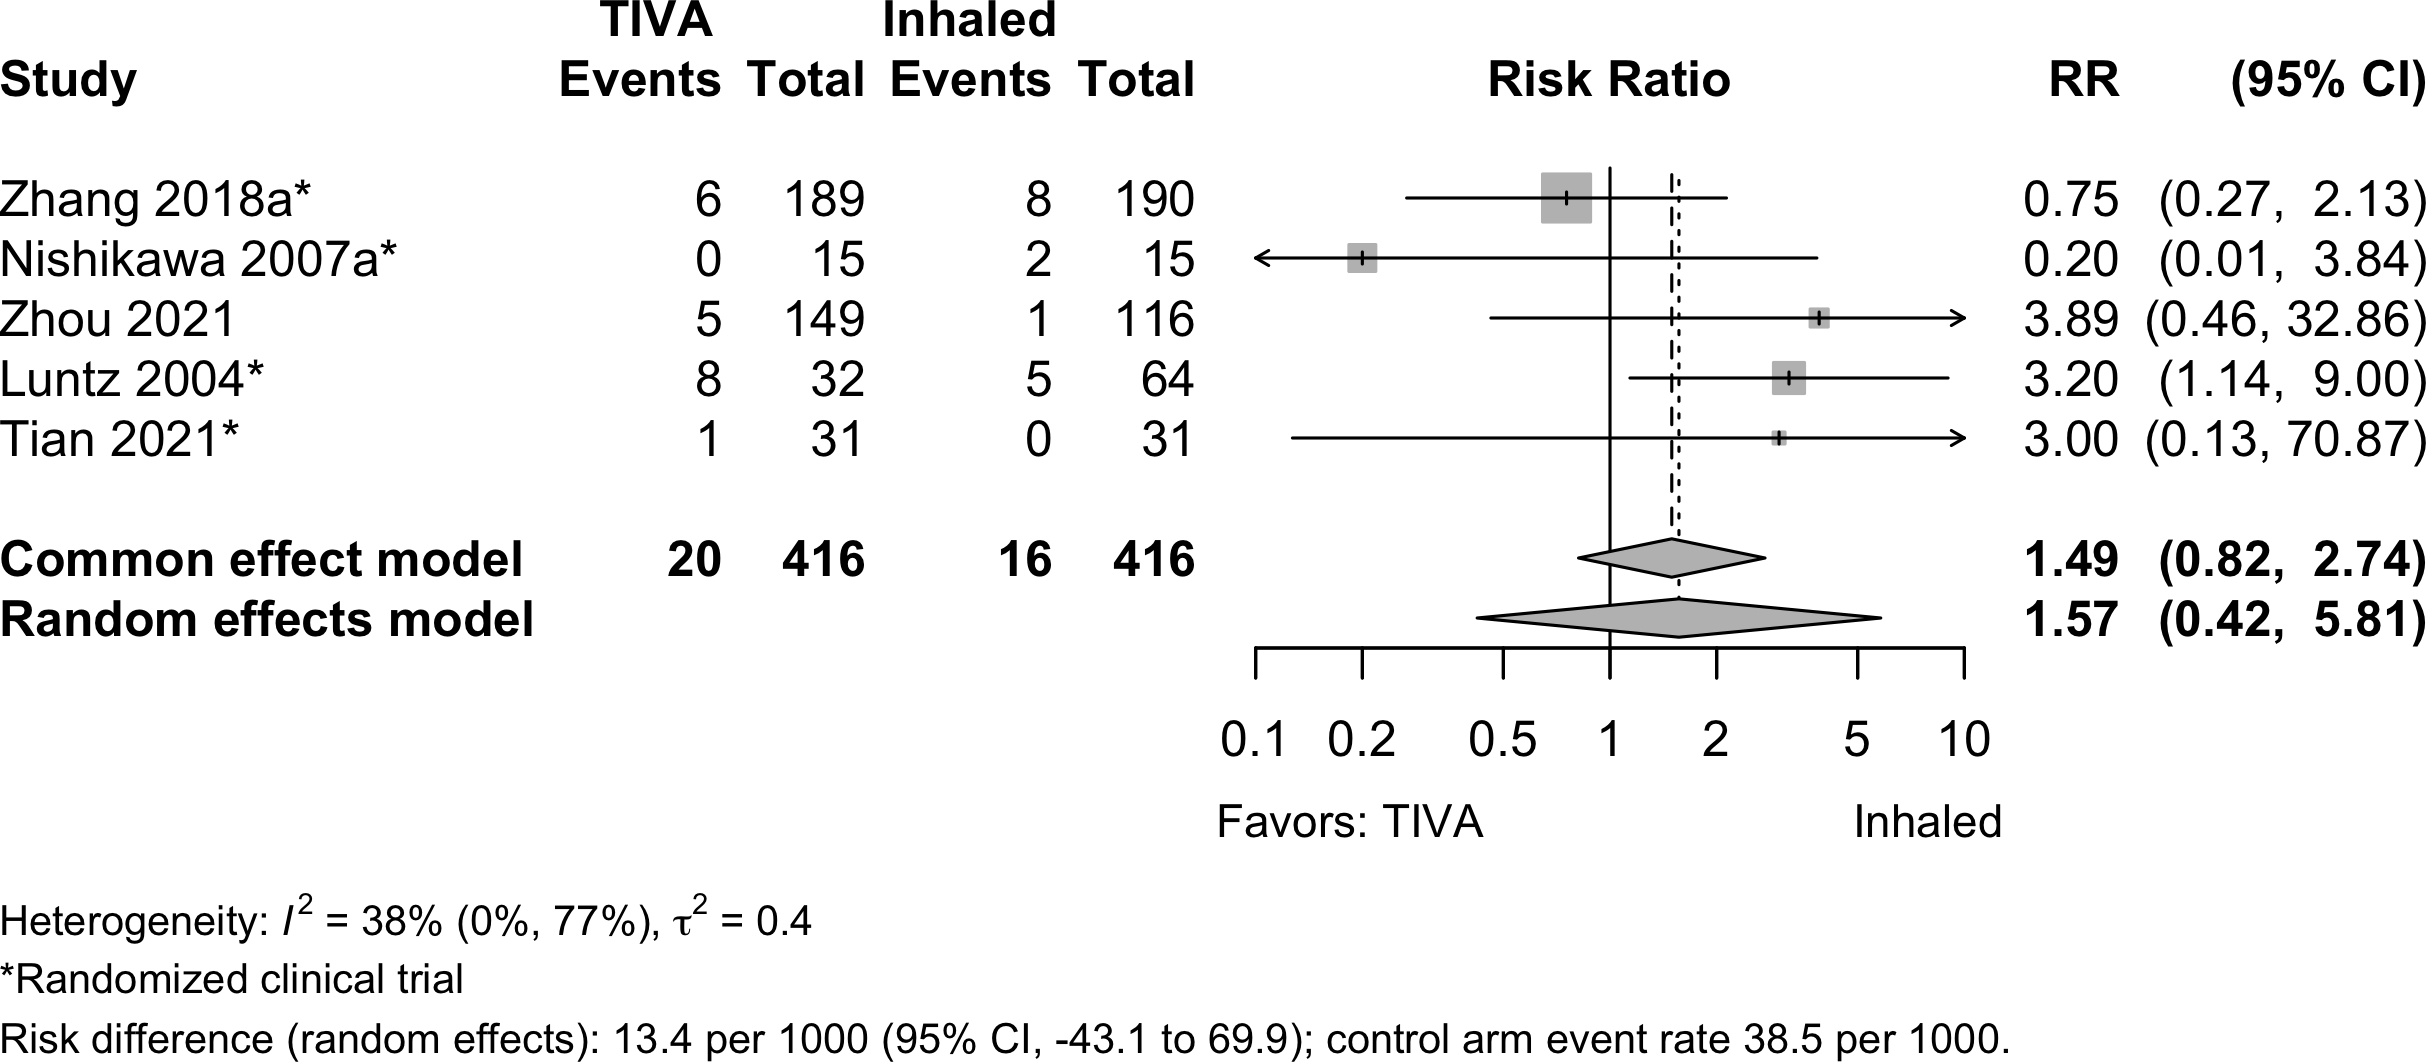 TIVA Inhaled
Study Events Total Events Total Risk Ratio RR (95% CI)
Zhang 2018a* 6 189 8 190 0.75 (0.27, 2.13)
Nishikawa 2007a* 0 15 2 15 0.20 (0.01, 3.84)
Zhou 2021 5 149 1 116 3.89 (0.46, 32.86)
Luntz 2004* 8 32 5 64 3.20 (1.14, 9.00)
Tian 2021* 1 31 0 31 3.00 (0.13, 70.87)
Common effect model 20 416 16 416 1.49 (0.82, 2.74)
Random effects model 1.57 (0.42, 5.81)
0.1 0.2 0.5 1 2 5 10
Favors: TIVA Inhaled
Heterogeneity: I² = 38% (0%, 77%), τ² = 0.4
*Randomized clinical trial
Risk difference (random effects): 13.4 per 1000 (95% CI, -43.1 to 69.9); control arm event rate 38.5 per 1000.